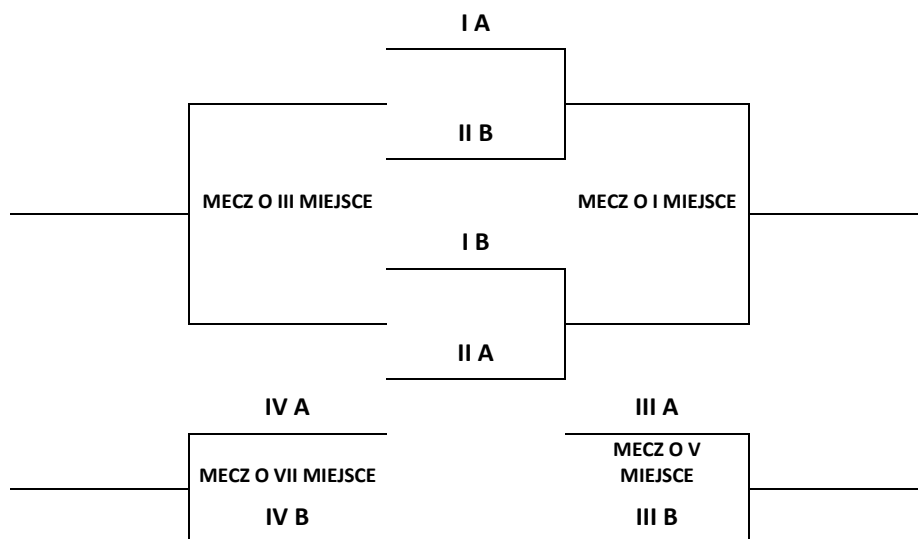 I A
II B
MECZ O III MIEJSCE
MECZ O I MIEJSCE
I B
II A
IV A
III A
MECZ O VII MIEJSCE
MECZ O V
MIEJSCE
IV B
III B